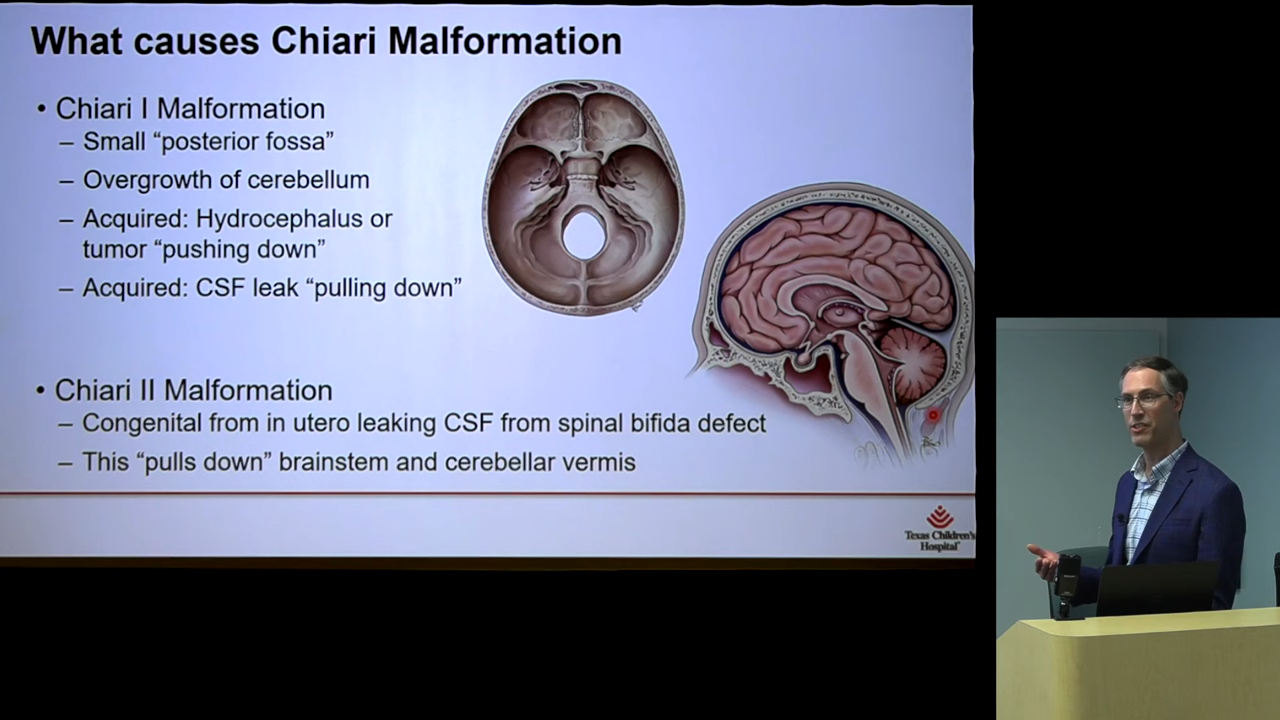 What causes Chiari Malformation
• Chiari I Malformation
– Small “posterior fossa”
– Overgrowth of cerebellum
– Acquired: Hydrocephalus or
tumor “pushing down”
– Acquired: CSF leak “pulling down”
• Chiari II Malformation
– Congenital from in utero leaking CSF from spinal bifida defect
– This “pulls down” brainstem and cerebellar vermis
Texas Children's
Hospital